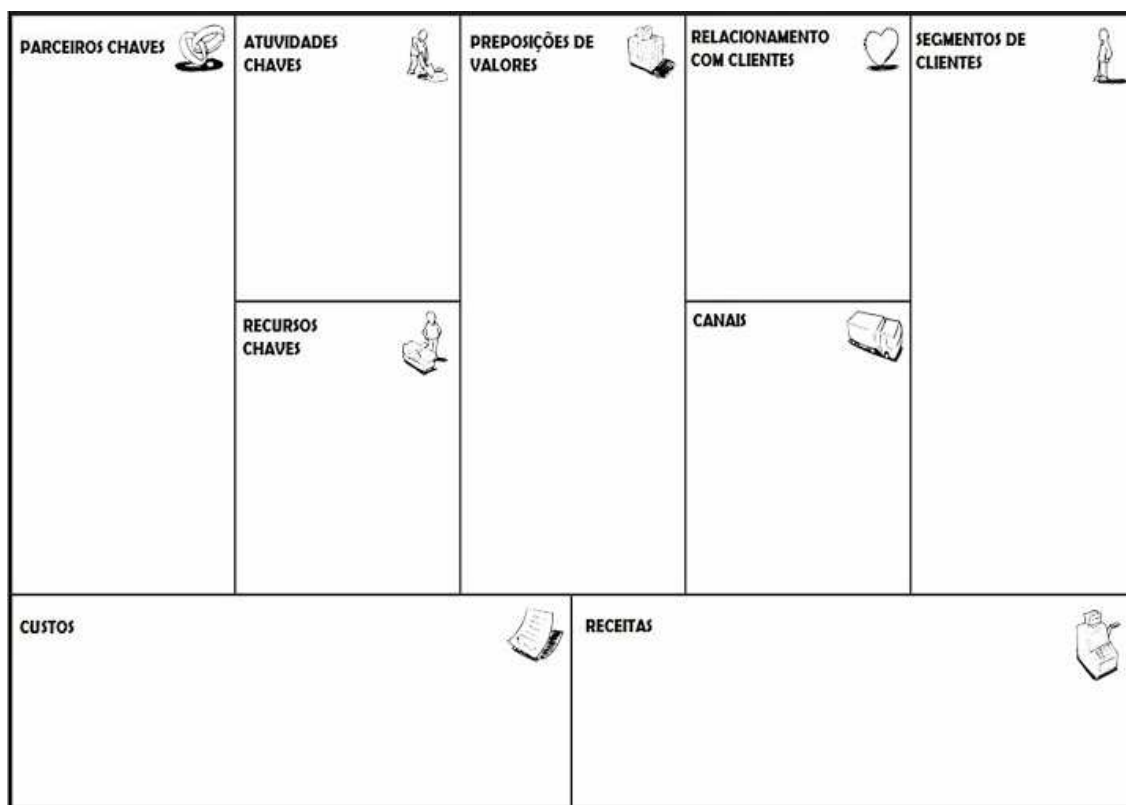 PARCEIROS CHAVES
ATUVIDADES
CHAVES
PREPOSIÇÕES DE
VALORES
RELACIONAMENTO
COM CLIENTES
SEGMENTOS DE
CLIENTES
RECURSOS
CHAVES
CANAIS
CUSTOS
RECEITAS